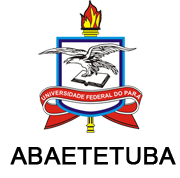 UNIVERSIDADE FEDERAL DO PARÁ
ABAETETUBA